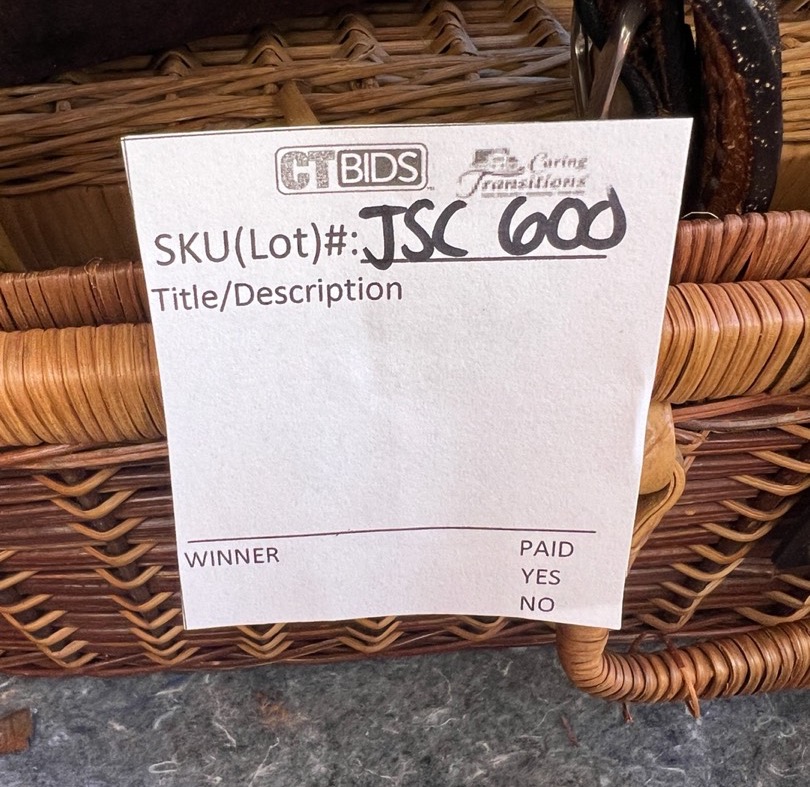 CTBIDS Caring Transitions
SKU(Lot)#: JSC 600
Title/Description
WINNER PAID
YES
NO